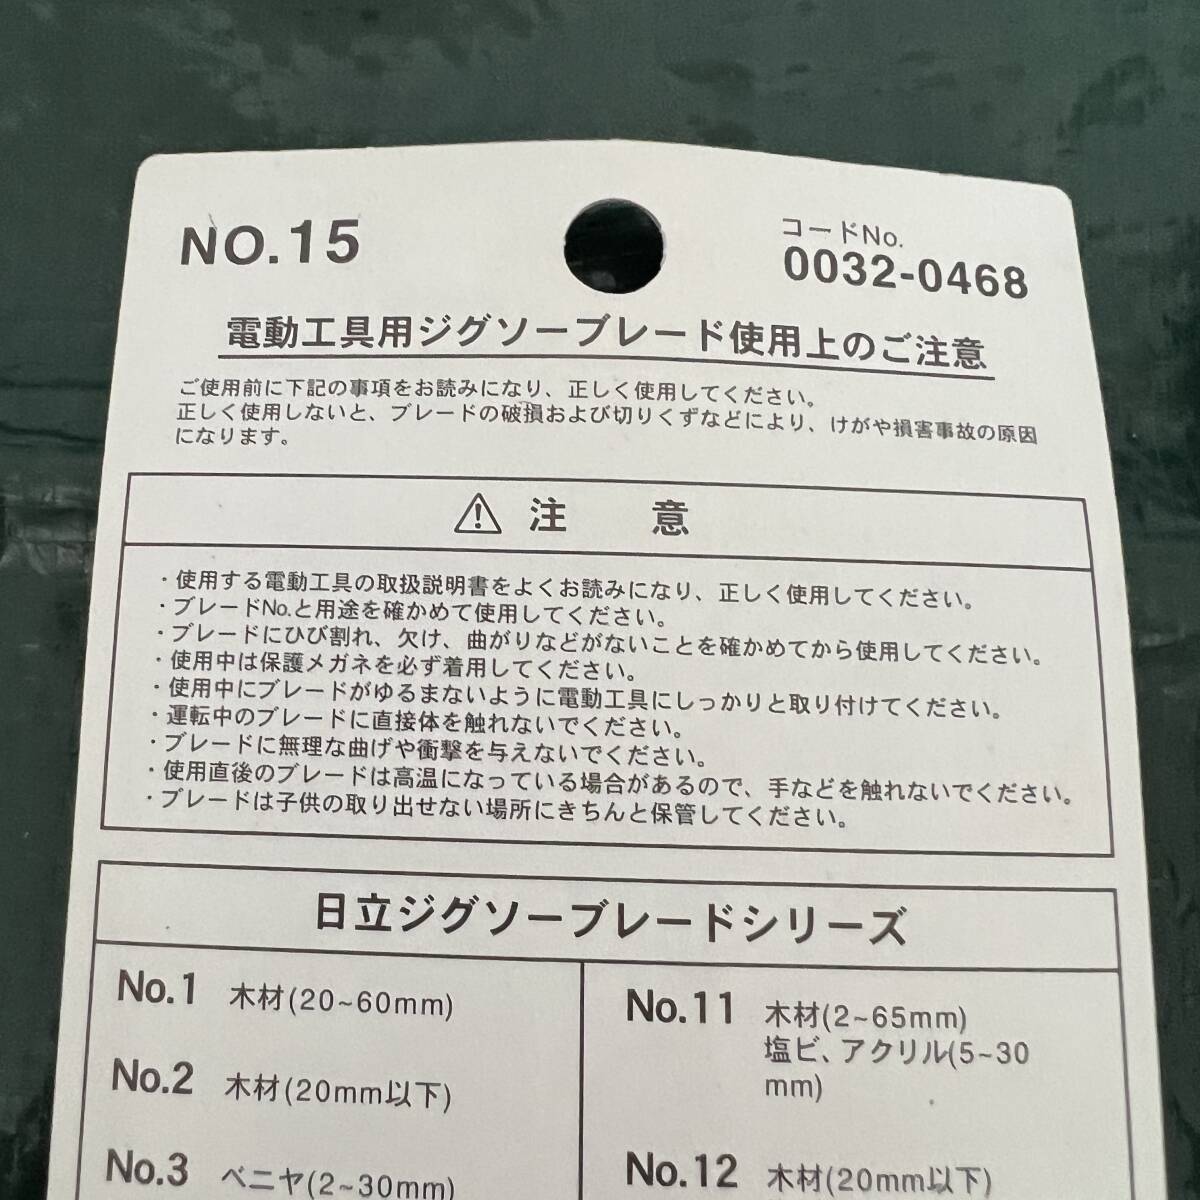 NO.15
コードNo.
0032-0468
電動工具用ジグソーブレード使用上のご注意
ご使用前に下記の事項をお読みになり、正しく使用してください。
正しく使用しないと、ブレードの破損および切りくずなどにより、けがや損害事故の原因
になります。
⚠ 注 意
・使用する電動工具の取扱説明書をよくお読みになり、正しく使用してください。
・ブレードNo.と用途を確かめて使用してください。
・ブレードにひび割れ、欠け、曲がりなどがないことを確かめてから使用してください。
・使用中は保護メガネを必ず着用してください。
・使用中にブレードがゆるまないように電動工具にしっかりと取り付けてください。
・運転中のブレードに直接体を触れないでください。
・ブレードに無理な曲げや衝撃を与えないでください。
・使用直後のブレードは高温になっている場合があるので、手などを触れないでください。
・ブレードは子供の取り出せない場所にきちんと保管してください。
日立ジグソーブレードシリーズ
No.1 木材(20~60mm)
No.2 木材(20mm以下)
No.3 ベニヤ(2~30mm)
No.11 木材(2~65mm)
塩ビ、アクリル(5~30
mm)
No.12 木材(20mm以下)